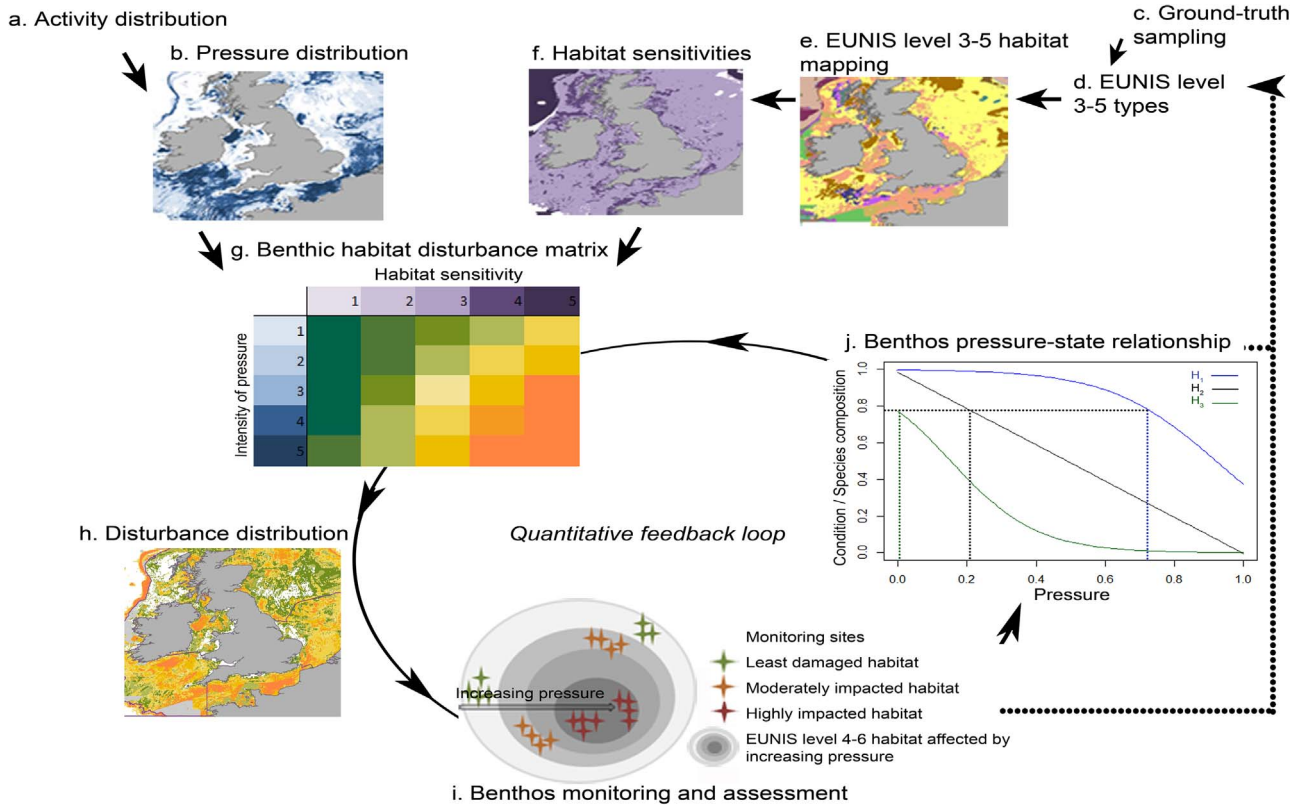 a. Activity distribution
b. Pressure distribution
f. Habitat sensitivities
e. EUNIS level 3-5 habitat
mapping
c. Ground-truth
sampling
d. EUNIS level
3-5 types
g. Benthic habitat disturbance matrix
Habitat sensitivity
1 2 3 4 5
Intensity of pressure
1
2
3
4
5
j. Benthos pressure-state relationship
Condition / Species composition
1.0
0.8
0.6
0.4
0.2
0.0
H1
H2
H3
0.0 0.2 0.4 0.6 0.8 1.0
Pressure
h. Disturbance distribution
Quantitative feedback loop
Increasing pressure
Monitoring sites
Least damaged habitat
Moderately impacted habitat
Highly impacted habitat
EUNIS level 4-6 habitat affected by
increasing pressure
i. Benthos monitoring and assessment